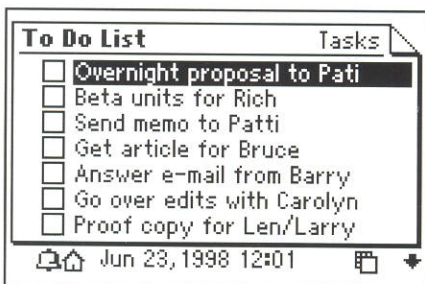 To Do List Tasks
Overnight proposal to Pati
Beta units for Rich
Send memo to Patti
Get article for Bruce
Answer e-mail from Barry
Go over edits with Carolyn
Proof copy for Len/Larry
Jun 23, 1998 12:01